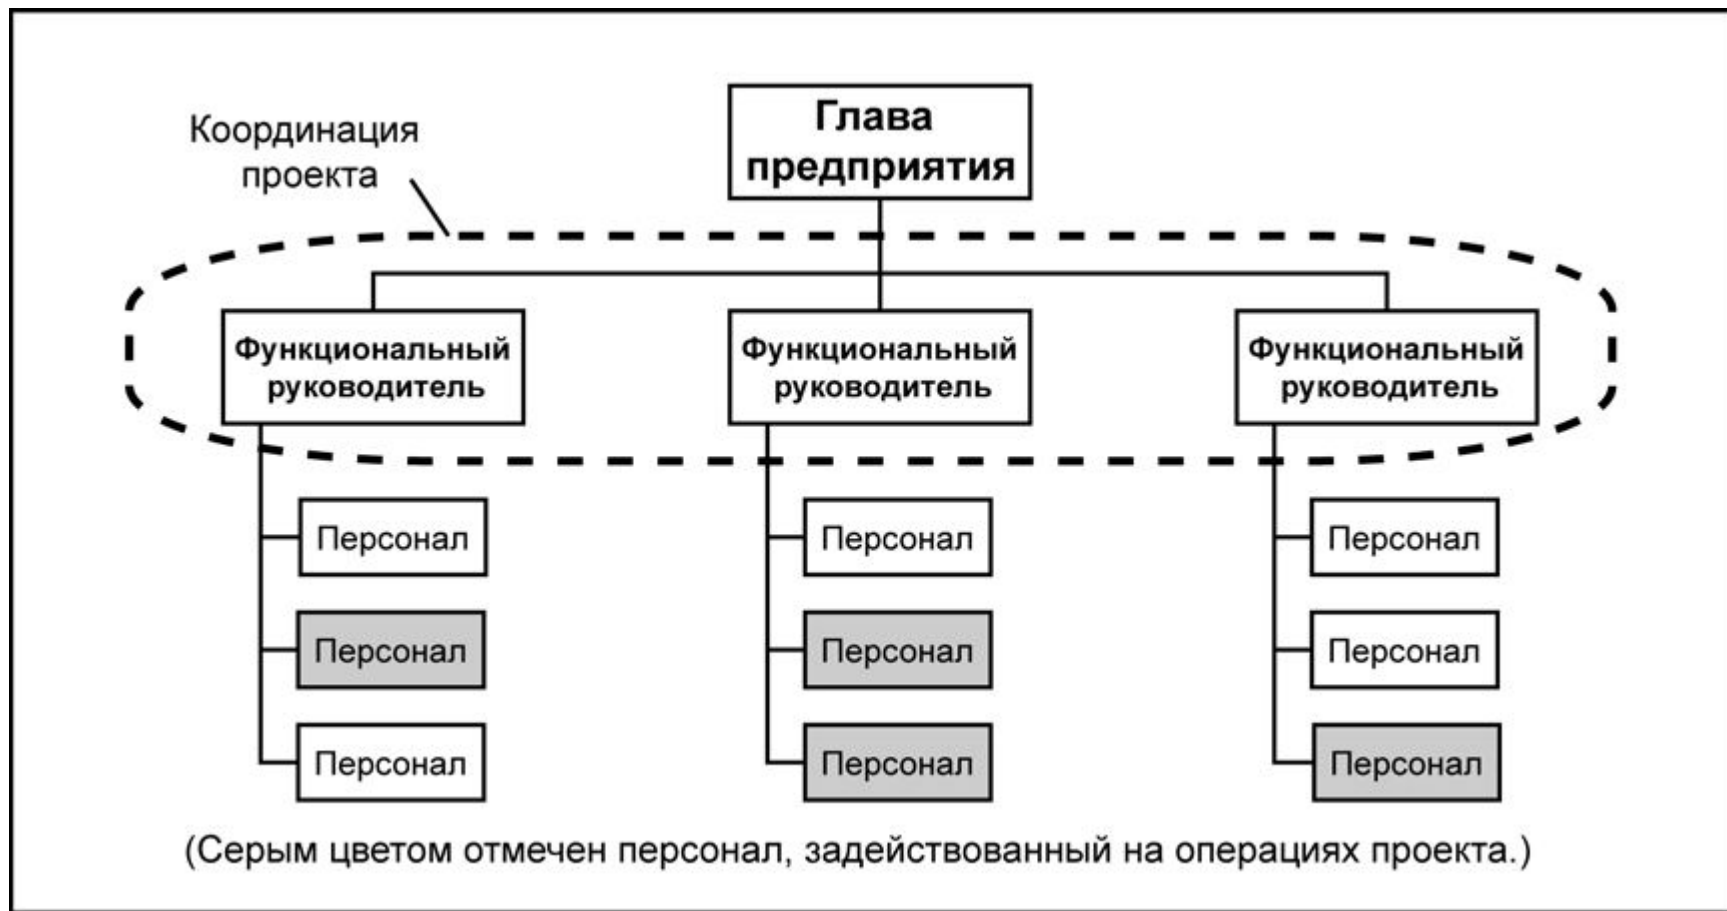 Координация
проекта
Глава
предприятия
Функциональный
руководитель
Функциональный
руководитель
Функциональный
руководитель
Персонал
Персонал
Персонал
Персонал
Персонал
Персонал
Персонал
Персонал
Персонал
(Серым цветом отмечен персонал, задействованный на операциях проекта.)